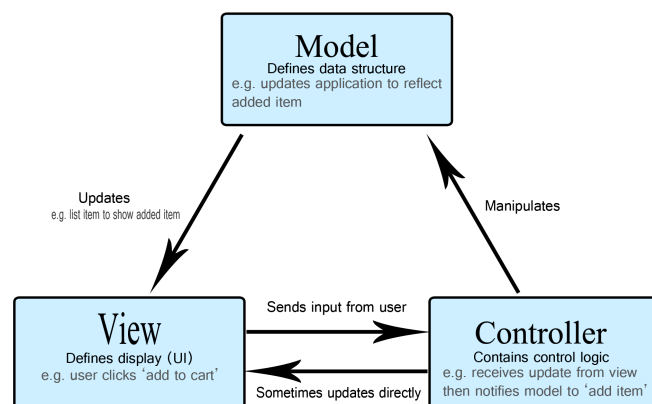 Model
Defines data structure
e.g. updates application to reflect
added item
Updates
e.g. list item to show added item
Manipulates
Sends input from user
View
Defines display (UI)
e.g. user clicks ‘add to cart’
Controller
Contains control logic
e.g. receives update from view
then notifies model to ‘add item’
Sometimes updates directly